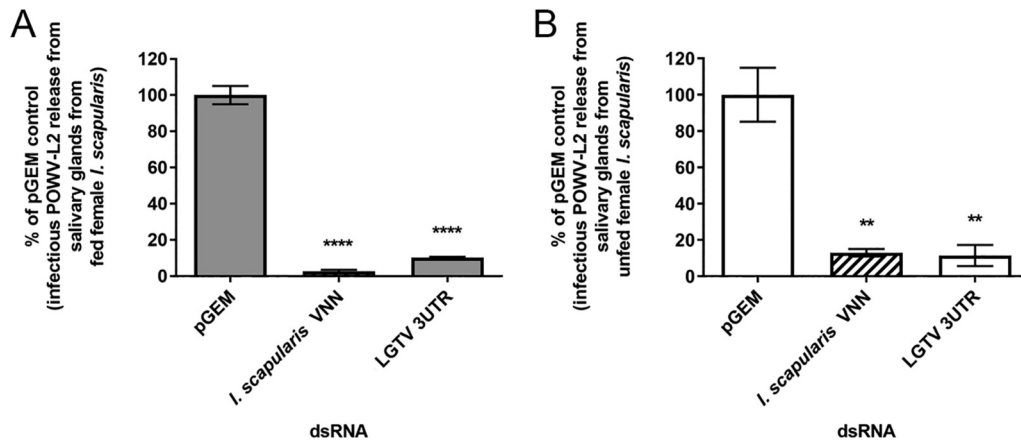 A
% of pGEM control
(infectious POWV-L2 release from
salivary glands from
fed female I. scapularis)
120
100
80
60
40
20
0
****
****
pGEM
I. scapularis VNN
LGTV 3UTR
dsRNA
B
% of pGEM control
(infectious POWV-L2 release from
salivary glands from
unfed female I. scapularis)
120
100
80
60
40
20
0
**
**
pGEM
I. scapularis VNN
LGTV 3UTR
dsRNA